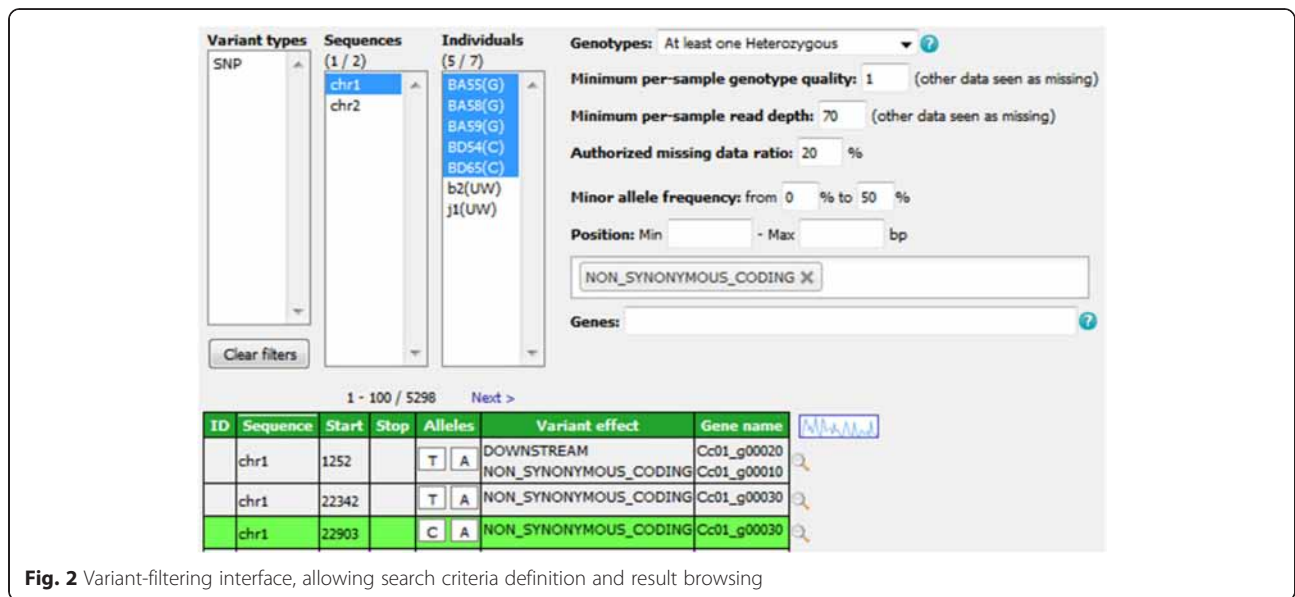 Variant types
SNP
Clear filters
Sequences
(1 / 2)
chr1
chr2
Individuals
(5 / 7)
BA55(G)
BA58(G)
BA59(G)
BD54(C)
BD65(C)
b2(UW)
j1(UW)
Genotypes: At least one Heterozygous ?
Minimum per-sample genotype quality: 1 (other data seen as missing)
Minimum per-sample read depth: 70 (other data seen as missing)
Authorized missing data ratio: 20 %
Minor allele frequency: from 0 % to 50 %
Position: Min - Max bp
NON_SYNONYMOUS_CODING X
Genes: ?
1 - 100 / 5298 Next >
ID Sequence Start Stop Alleles Variant effect Gene name
chr1 1252 T A DOWNSTREAM Cc01_g00020
NON_SYNONYMOUS_CODING Cc01_g00010
chr1 22342 T A NON_SYNONYMOUS_CODING Cc01_g00030
chr1 22903 C A NON_SYNONYMOUS_CODING Cc01_g00030
Fig. 2 Variant-filtering interface, allowing search criteria definition and result browsing